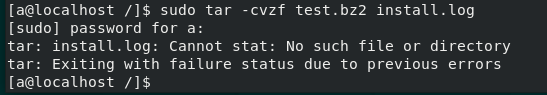 [a@localhost /]$ sudo tar -cvzf test.bz2 install.log
[sudo] password for a:
tar: install.log: Cannot stat: No such file or directory
tar: Exiting with failure status due to previous errors
[a@localhost /]$